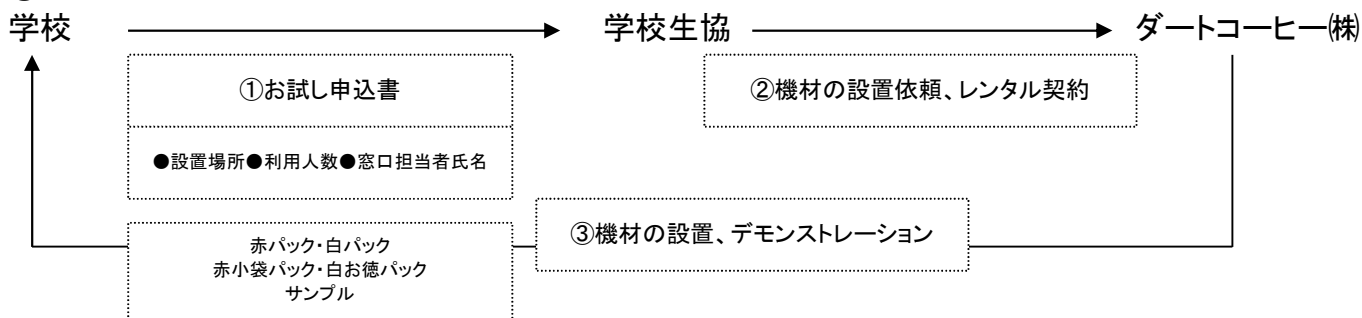 学校
学校生協
ダートコーヒー㈱
①お試し申込書
②機材の設置依頼、レンタル契約
●設置場所●利用人数●窓口担当者氏名
③機材の設置、デモンストレーション
赤パック・白パック
赤小袋パック・白お徳パック
サンプル